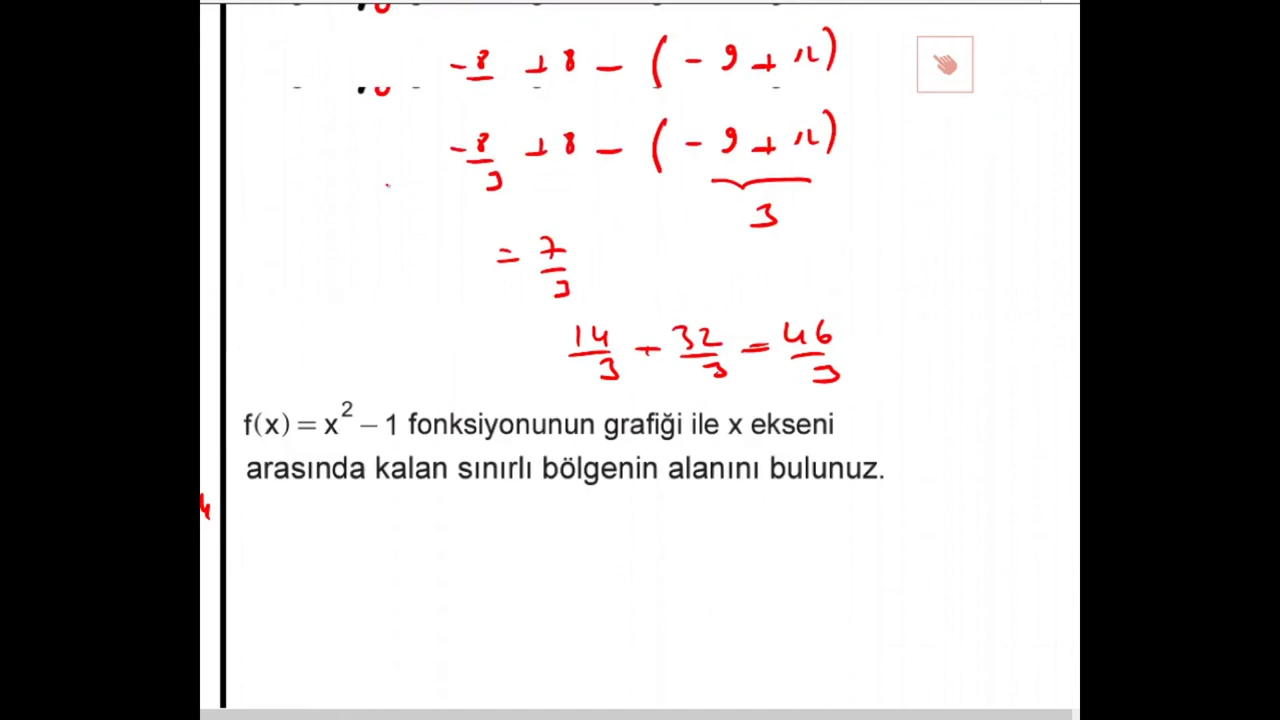 -8 + 8 - ( - 9 + 12)
-8/3 + 8 - ( - 9 + 12)
3
= 7/3
14/3 + 32/3 = 46/3
f(x) = x² – 1 fonksiyonunun grafiği ile x ekseni
arasında kalan sınırlı bölgenin alanını bulunuz.